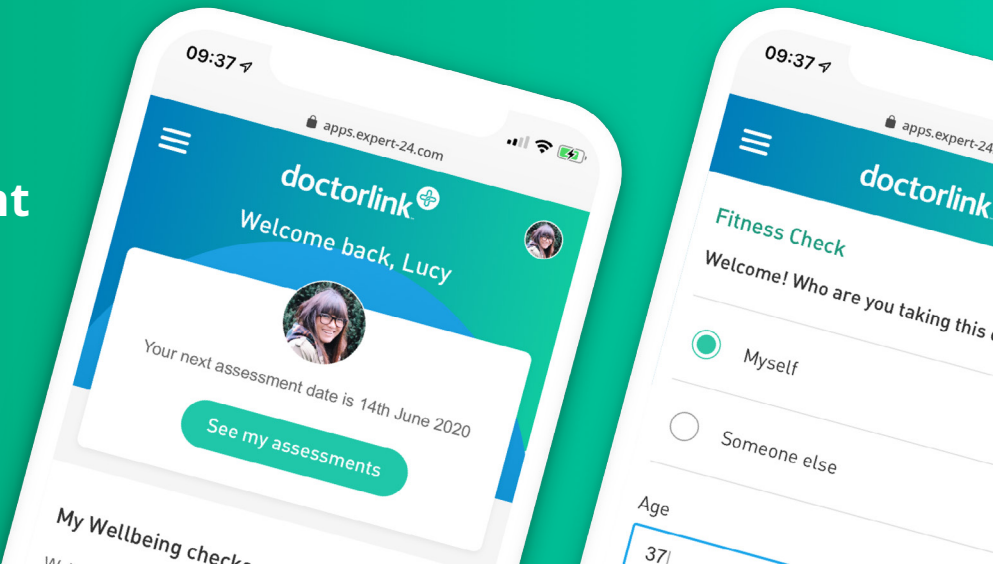 09:37
apps.expert-24.com
doctorlink
Welcome back, Lucy
Your next assessment date is 14th June 2020
See my assessments
My Wellbeing checks
09:37
apps.expert-24
doctorlink
Fitness Check
Welcome! Who are you taking this
Myself
Someone else
Age
37